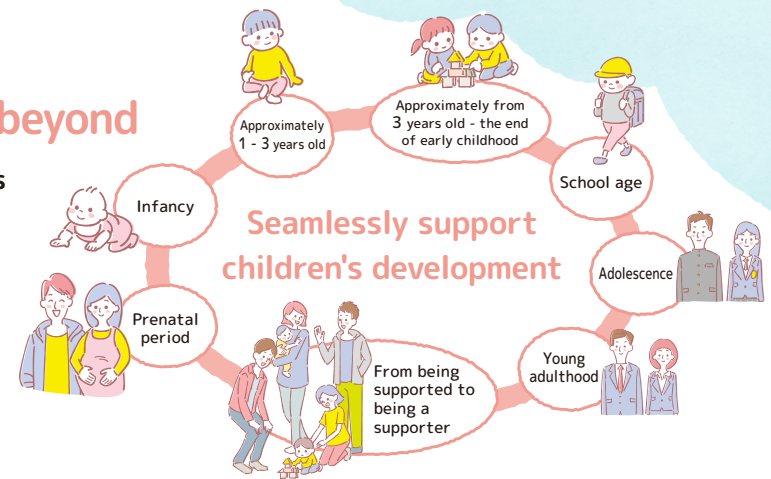 beyond
s
Approximately
1 - 3 years old
Approximately from
3 years old - the end
of early childhood
School age
Infancy
Seamlessly support
children's development
Adolescence
Prenatal
period
Young
adulthood
From being
supported to
being a
supporter